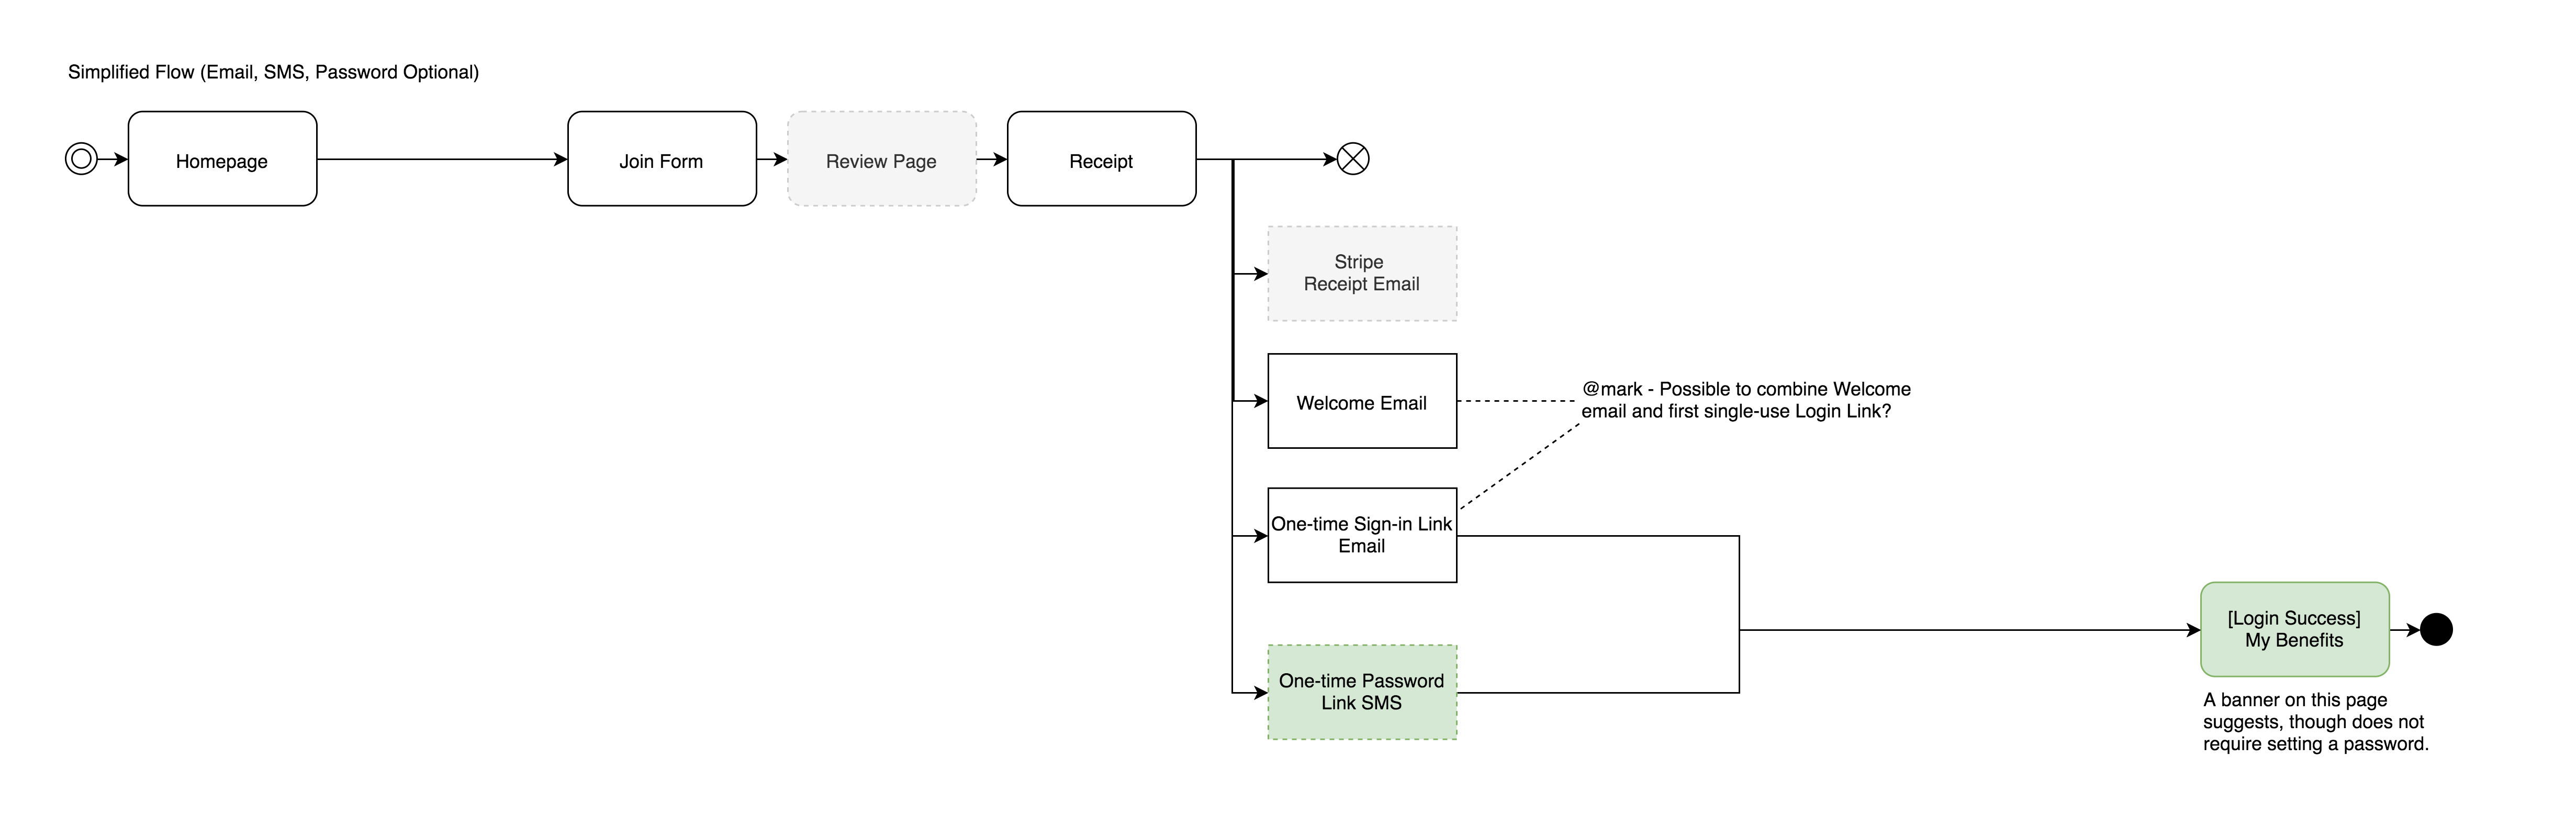 Simplified Flow (Email, SMS, Password Optional)
Homepage
Join Form
Review Page
Receipt
Stripe
Receipt Email
Welcome Email
@mark - Possible to combine Welcome
email and first single-use Login Link?
One-time Sign-in Link
Email
One-time Password
Link SMS
[Login Success]
My Benefits
A banner on this page
suggests, though does not
require setting a password.